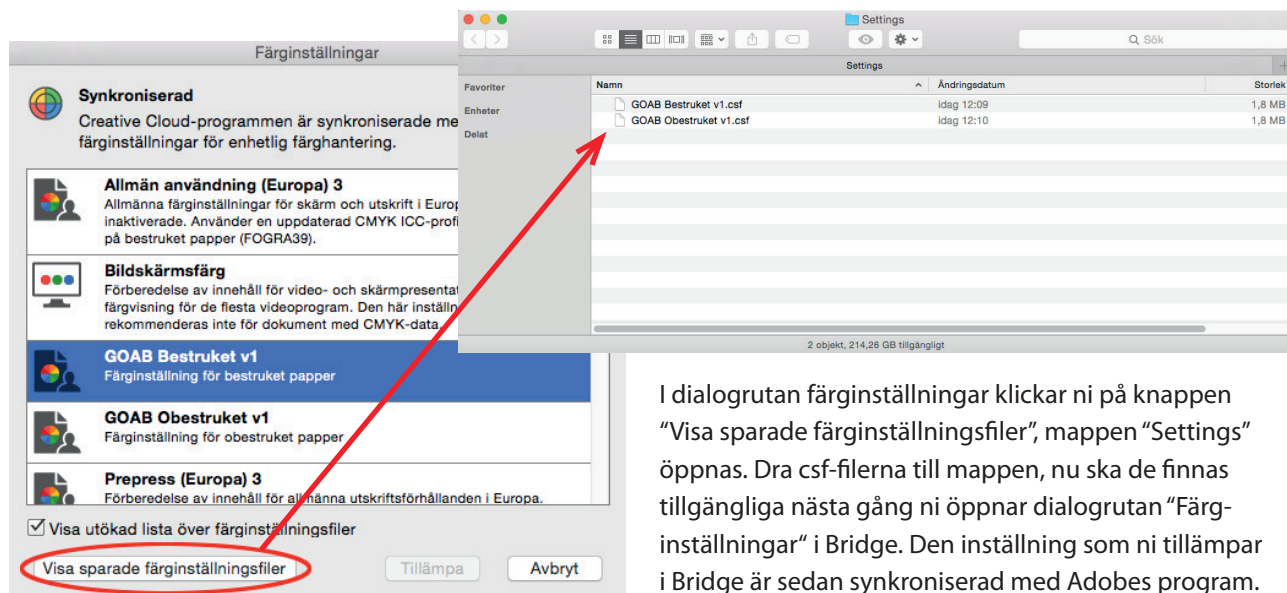 Settings
Sök
Settings
Favoriter
Enheter
Delat
Namn
Ändringsdatum
Storlek
GOAB Bestruket v1.csf
idag 12:09
1,8 MB
GOAB Obestruket v1.csf
idag 12:10
1,8 MB
2 objekt, 214,26 GB tillgängligt
Färginställningar
Synkroniserad
Creative Cloud-programmen är synkroniserade me
färginställningar för enhetlig färghantering.
Allmän användning (Europa) 3
Allmänna färginställningar för skärm och utskrift i Europ
inaktiverade. Använder en uppdaterad CMYK ICC-profi
på bestruket papper (FOGRA39).
Bildskärmsfärg
Förberedelse av innehåll för video- och skärmpresentat
färgvisning för de flesta videoprogram. Den här inställn
rekommenderas inte för dokument med CMYK-data.
GOAB Bestruket v1
Färginställning för bestruket papper
GOAB Obestruket v1
Färginställning för obestruket papper
Prepress (Europa) 3
Förberedelse av innehåll för allmänna utskriftsförhållanden i Europa.
Visa utökad lista över färginställningsfiler
Visa sparade färginställningsfiler
Tillämpa
Avbryt
I dialogrutan färginställningar klickar ni på knappen
”Visa sparade färginställningsfiler”, mappen ”Settings”
öppnas. Dra csf-filerna till mappen, nu ska de finnas
tillgängliga nästa gång ni öppnar dialogrutan ”Färg-
inställningar“ i Bridge. Den inställning som ni tillämpar
i Bridge är sedan synkroniserad med Adobes program.